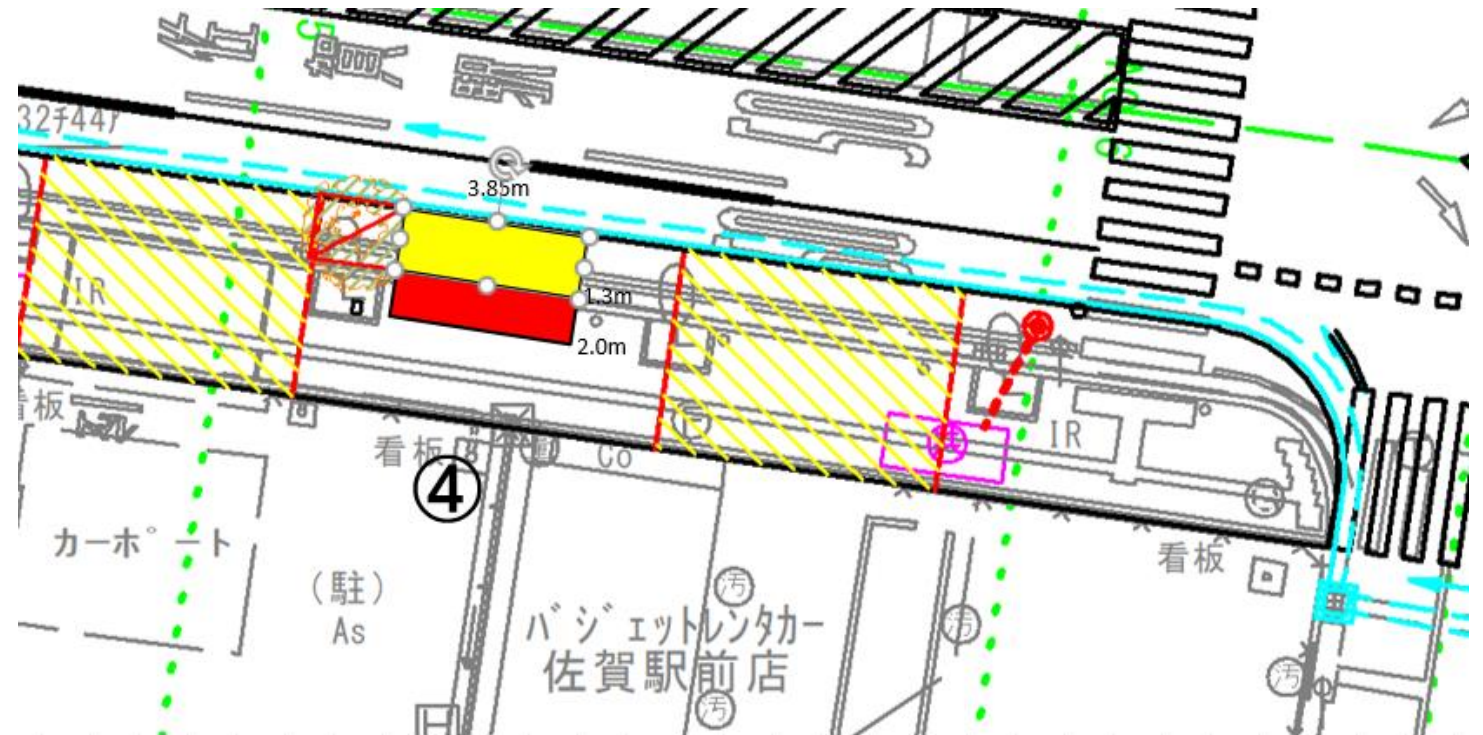 32ﾁ44ｱ
3.85m
IR
1.3m
2.0m
IR
看板
看板
Co
④
看板
カーポート
（駐）
As
バジェットレンタカー
佐賀駅前店
汚
汚
汚
汚